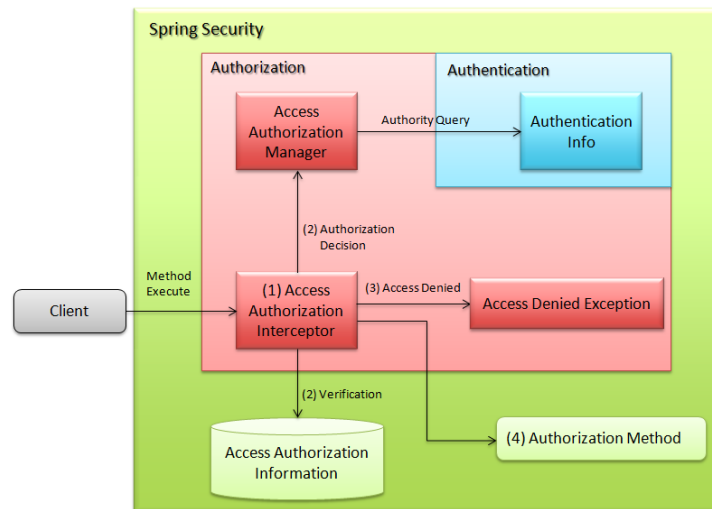 Spring Security
Authorization
Authentication
Access
Authorization
Manager
Authority Query
Authentication
Info
(2) Authorization
Decision
Method
Execute
Client
(1) Access
Authorization
Interceptor
(3) Access Denied
Access Denied Exception
(2) Verification
Access Authorization
Information
(4) Authorization Method